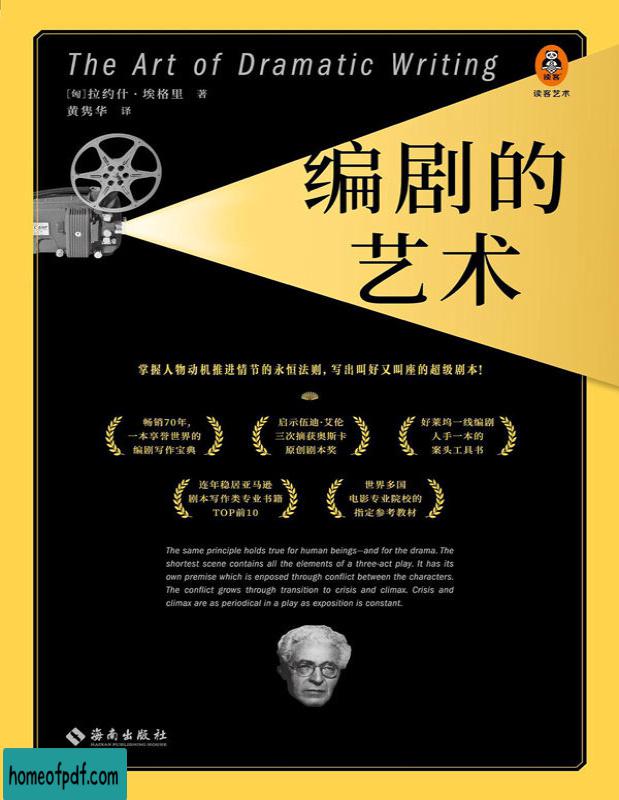 The Art of Dramatic Writing
[匈]拉约什·埃格里 著
黄隽华 译
读客
读客艺术
编剧的
艺术
掌握人物动机推进情节的永恒法则，写出叫好又叫座的超级剧本！
畅销70年，
一本享誉世界的
编剧写作宝典
启示伍迪·艾伦
三次摘获奥斯卡
原创剧本奖
好莱坞一线编剧
人手一本的
案头工具书
连年稳居亚马逊
剧本写作类专业书籍
TOP前10
世界多国
电影专业院校的
指定参考教材
The same principle holds true for human beings—and for the drama. The
shortest scene contains all the elements of a three-act play. It has its
own premise which is enposed through conflict between the characters.
The conflict grows through transition to crisis and climax. Crisis and
climax are as periodical in a play as exposition is constant.
海南出版社
HAINAN PUBLISHING HOUSE
homeofpdf.com